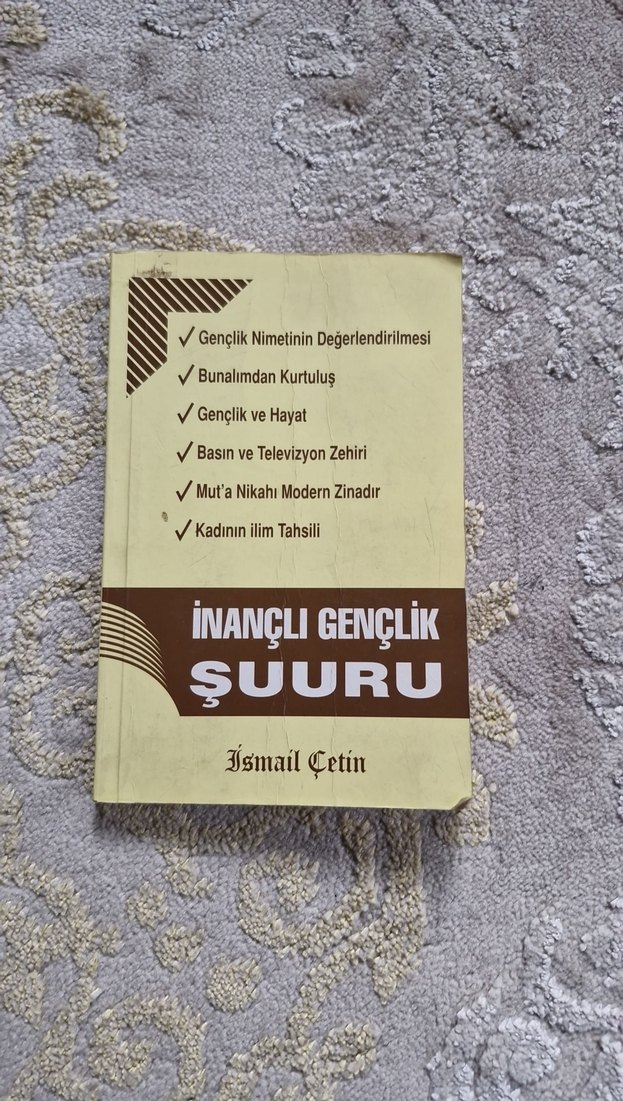 ✓ Gençlik Nimetinin Değerlendirilmesi
✓ Bunalımdan Kurtuluş
✓ Gençlik ve Hayat
✓ Basın ve Televizyon Zehiri
✓ Mut'a Nikahı Modern Zinadır
✓ Kadının ilim Tahsili
İNANÇLI GENÇLİK
ŞUURU
İsmail Çetin